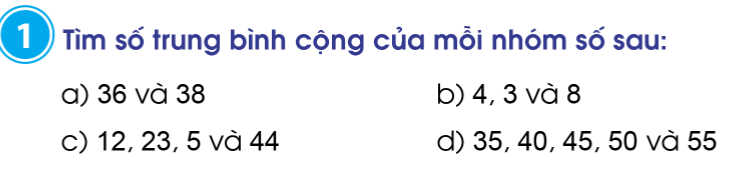 1 Tìm số trung bình cộng của mỗi nhóm số sau:
a) 36 và 38 b) 4, 3 và 8
c) 12, 23, 5 và 44 d) 35, 40, 45, 50 và 55